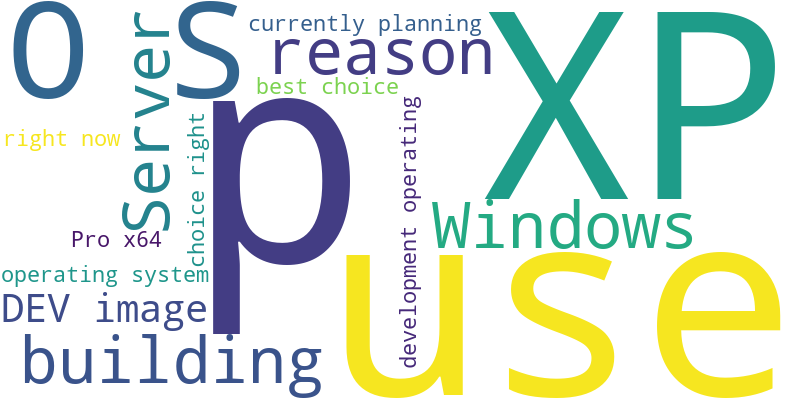 O S
currently planning
reason
XP
best choice
Server
p
right now
choice right
development operating
Windows
Pro x64
operating system
use
DEV image
building